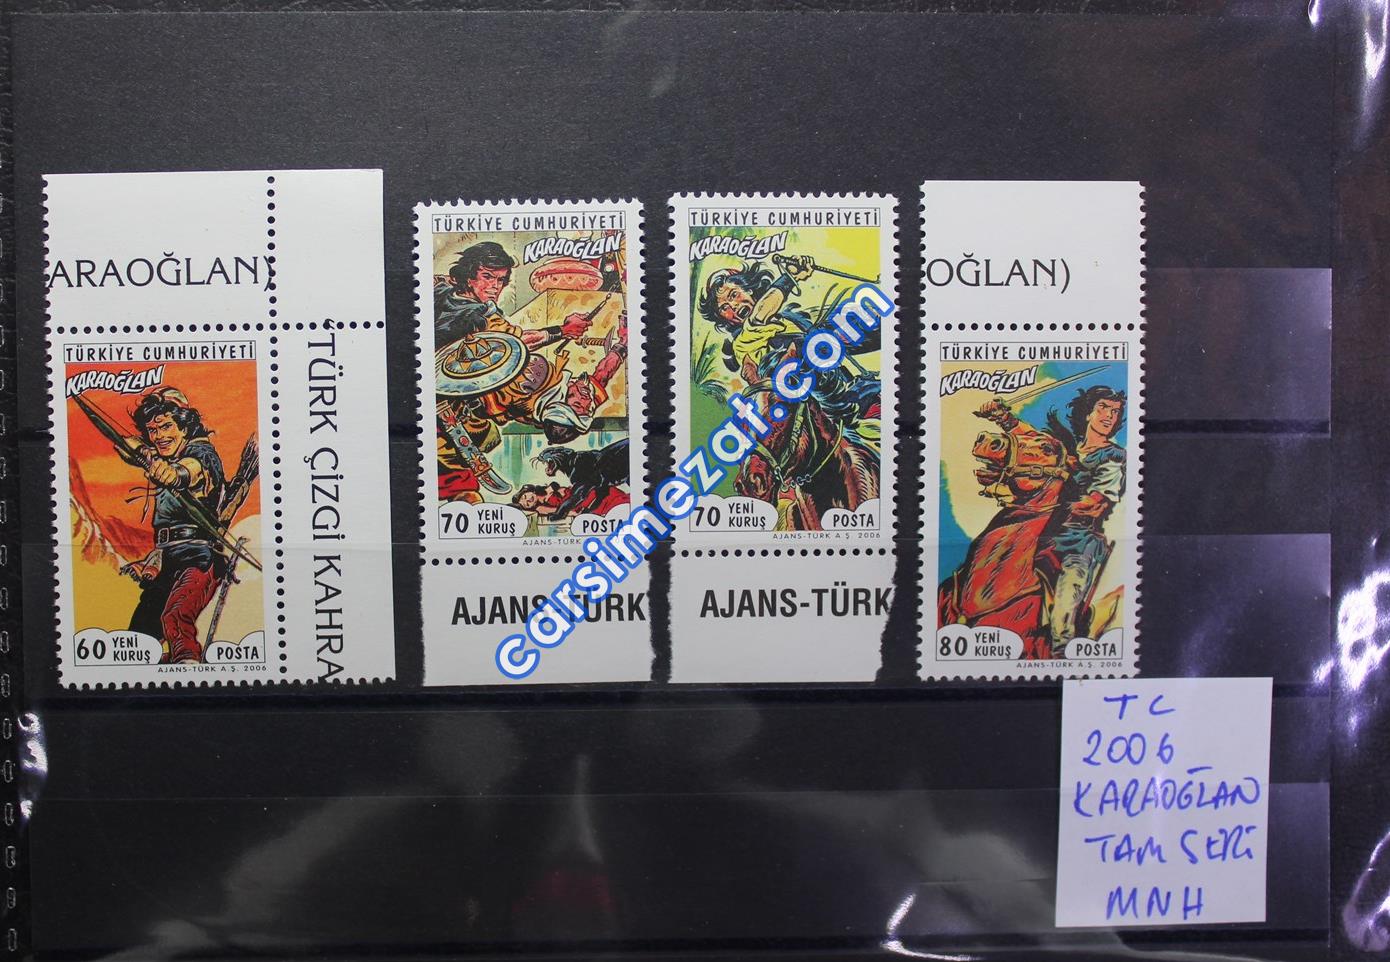 ARAOĞLAN)
"TÜRK ÇİZGİ KAHRA
TÜRKİYE CUMHURİYETİ
KARAOĞLAN
60 YENİ
KURUŞ
POSTA
AJANS-TÜRK A.Ş. 2006
TÜRKİYE CUMHURİYETİ
KARAOĞLAN
70 YENİ
KURUŞ
POSTA
AJANS-TÜRK
AJANS-TÜRK
TÜRKİYE CUMHURİYETİ
KARAOĞLAN
70 YENİ
KURUŞ
POSTA
AJANS-TÜRK A.Ş. 2006
AJANS-TÜRK
OĞLAN)
TÜRKİYE CUMHURİYETİ
KARAOĞLAN
80 YENİ
KURUŞ
POSTA
AJANS-TÜRK A.Ş. 2006
carsimezat.com
TC
2006
KARAOĞLAN
TAM SERİ
MNH